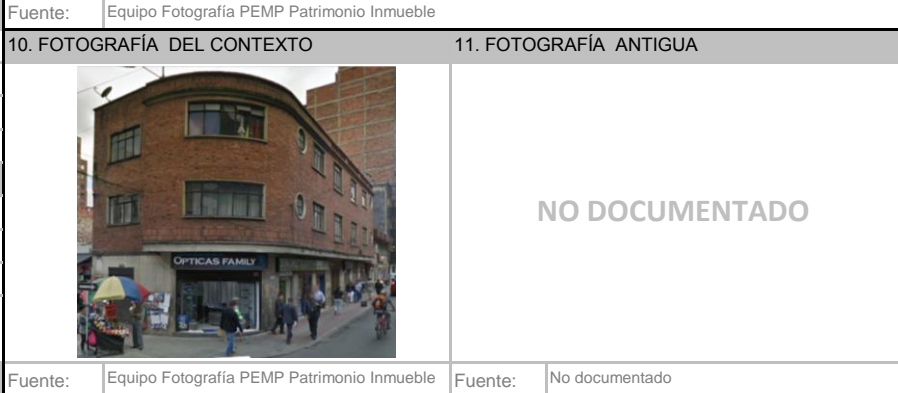 Fuente: Equipo Fotografía PEMP Patrimonio Inmueble
10. FOTOGRAFÍA DEL CONTEXTO
11. FOTOGRAFÍA ANTIGUA
OPTICAS FAMILY
NO DOCUMENTADO
Fuente: Equipo Fotografía PEMP Patrimonio Inmueble
Fuente: No documentado